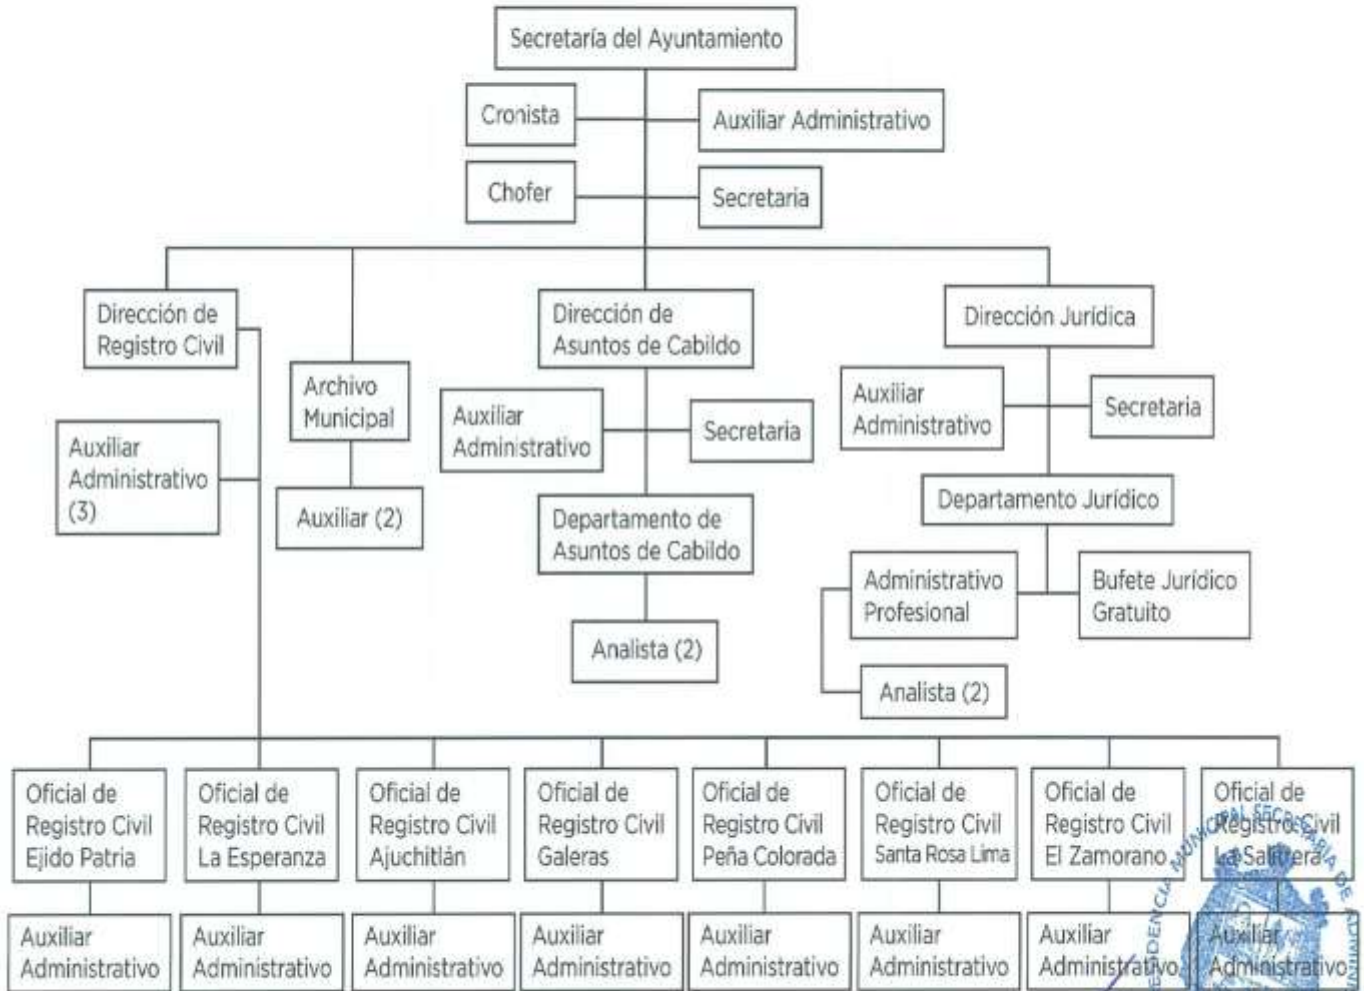 Secretaría del Ayuntamiento
Cronista
Auxiliar Administrativo
Chofer
Secretaria
Dirección de
Registro Civil
Archivo
Municipal
Dirección de
Asuntos de Cabildo
Dirección Jurídica
Auxiliar
Administrativo
(3)
Auxiliar (2)
Auxiliar
Administrativo
Secretaria
Auxiliar
Administrativo
Secretaria
Departamento de
Asuntos de Cabildo
Departamento Jurídico
Analista (2)
Administrativo
Profesional
Bufete Jurídico
Gratuito
Analista (2)
Oficial de
Registro Civil
Ejido Patria
Oficial de
Registro Civil
La Esperanza
Oficial de
Registro Civil
Ajuchitlán
Oficial de
Registro Civil
Galeras
Oficial de
Registro Civil
Peña Colorada
Oficial de
Registro Civil
Santa Rosa Lima
Oficial de
Registro Civil
El Zamorano
Oficial de
Registro Civil
La Salitrera
Auxiliar
Administrativo
Auxiliar
Administrativo
Auxiliar
Administrativo
Auxiliar
Administrativo
Auxiliar
Administrativo
Auxiliar
Administrativo
Auxiliar
Administrativo
Auxiliar
Administrativo
MUNICIPAL SECRETARÍA DE